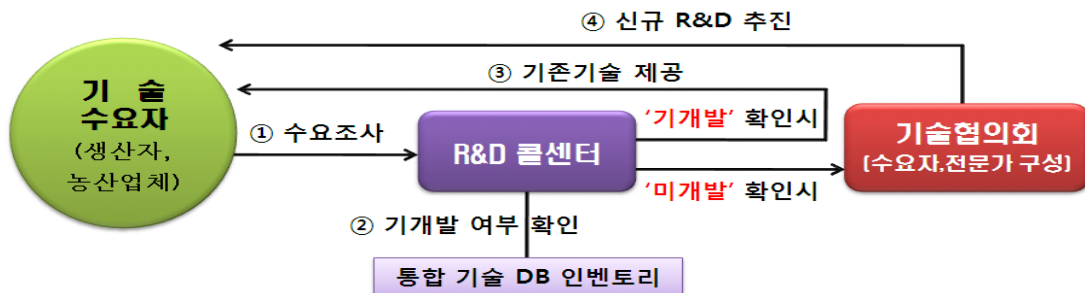 ④ 신규 R&D 추진
③ 기존기술 제공
기 술
수요자
(생산자,
농산업체)
① 수요조사
R&D 콜센터
‘기개발’ 확인시
‘미개발’ 확인시
기술협의회
(수요자,전문가 구성)
② 기개발 여부 확인
통합 기술 DB 인벤토리